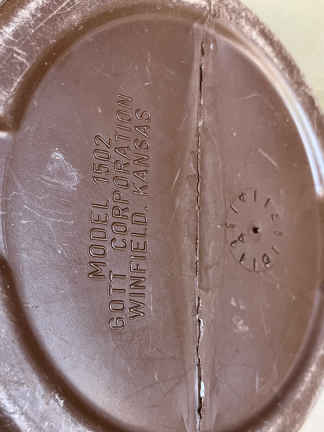 MODEL 1502
GOTT CORPORATION
WINFIELD, KANSAS